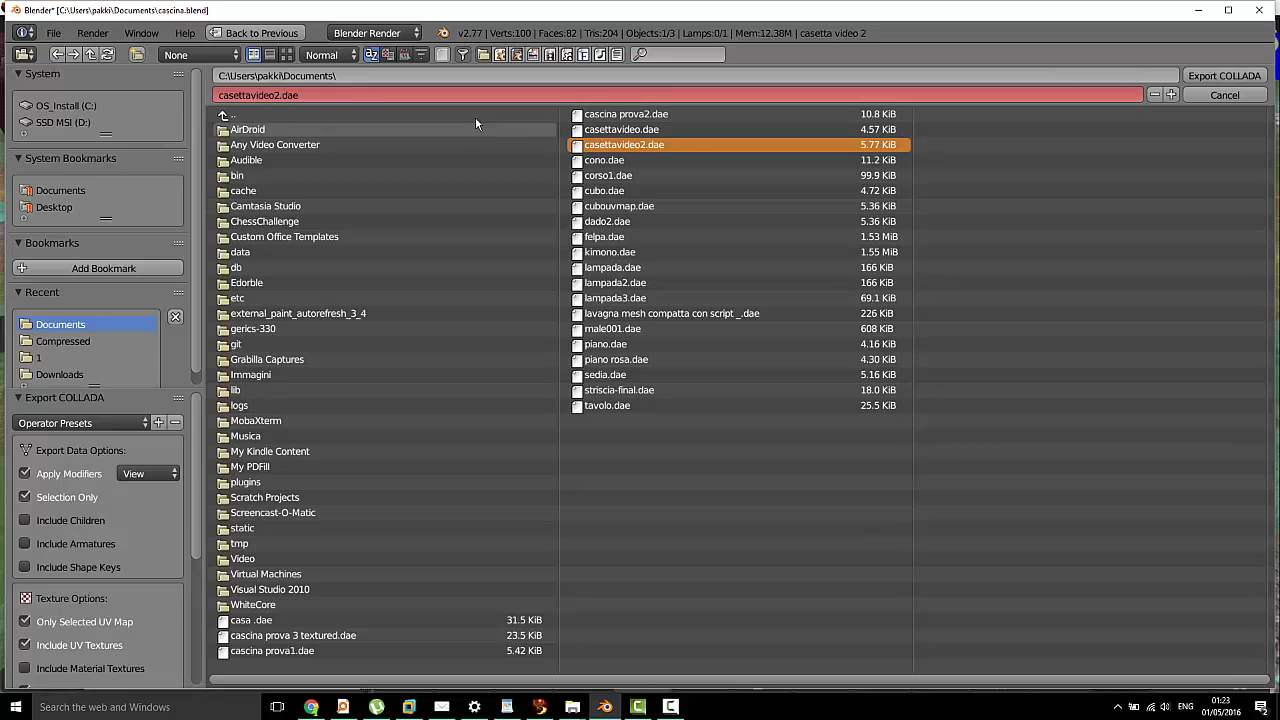 Blender* [C:\Users\pakki\Documents\cascina.blend]
File Render Window Help Back to Previous Blender Render v2.77 | Verts:100 | Faces:82 | Tris:204 | Objects:1/3 | Lamps:0/1 | Mem:12.38M | casetta video 2
None Normal
System
OS_Install (C:)
SSD MSI (D:)
System Bookmarks
Documents
Desktop
Bookmarks
Add Bookmark
Recent
Documents
Compressed
1
Downloads
Export COLLADA
Operator Presets
Export Data Options:
Apply Modifiers View
Selection Only
Include Children
Include Armatures
Include Shape Keys
Texture Options:
Only Selected UV Map
Include UV Textures
Include Material Textures
C:\Users\pakki\Documents\ Export COLLADA
casettavideo2.dae Cancel
..
AirDroid
Any Video Converter
Audible
bin
cache
Camtasia Studio
ChessChallenge
Custom Office Templates
data
db
Edorble
etc
external_paint_autorefresh_3_4
gerics-330
git
Grabilla Captures
Immagini
lib
logs
MobaXterm
Musica
My Kindle Content
My PDFill
plugins
Scratch Projects
Screencast-O-Matic
static
tmp
Video
Virtual Machines
Visual Studio 2010
WhiteCore
casa .dae 31.5 KiB
cascina prova 3 textured.dae 23.5 KiB
cascina prova1.dae 5.42 KiB
cascina prova2.dae 10.8 KiB
casettavideo.dae 4.57 KiB
casettavideo2.dae 5.77 KiB
cono.dae 11.2 KiB
corso1.dae 99.9 KiB
cubo.dae 4.72 KiB
cubouvmap.dae 5.36 KiB
dado2.dae 5.36 KiB
felpa.dae 1.53 MiB
kimono.dae 1.55 MiB
lampada.dae 166 KiB
lampada2.dae 166 KiB
lampada3.dae 69.1 KiB
lavagna mesh compatta con script _.dae 226 KiB
male001.dae 608 KiB
piano.dae 4.16 KiB
piano rosa.dae 4.30 KiB
sedia.dae 5.16 KiB
striscia-final.dae 18.0 KiB
tavolo.dae 25.5 KiB
Search the web and Windows
ENG
01:23
01/05/2016